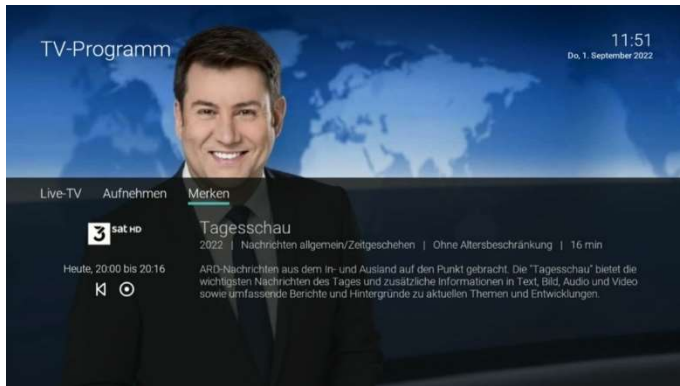 TV-Programm
11:51
Do, 1. September 2022
Live-TV Aufnehmen Merken
3 sat HD
Tagesschau
2022 | Nachrichten allgemein/Zeitgeschehen | Ohne Altersbeschränkung | 16 min
Heute, 20:00 bis 20:16
ARD-Nachrichten aus dem In- und Ausland auf den Punkt gebracht. Die "Tagesschau" bietet die
wichtigsten Nachrichten des Tages und zusätzliche Informationen in Text, Bild, Audio und Video
sowie umfassende Berichte und Hintergründe zu aktuellen Themen und Entwicklungen.